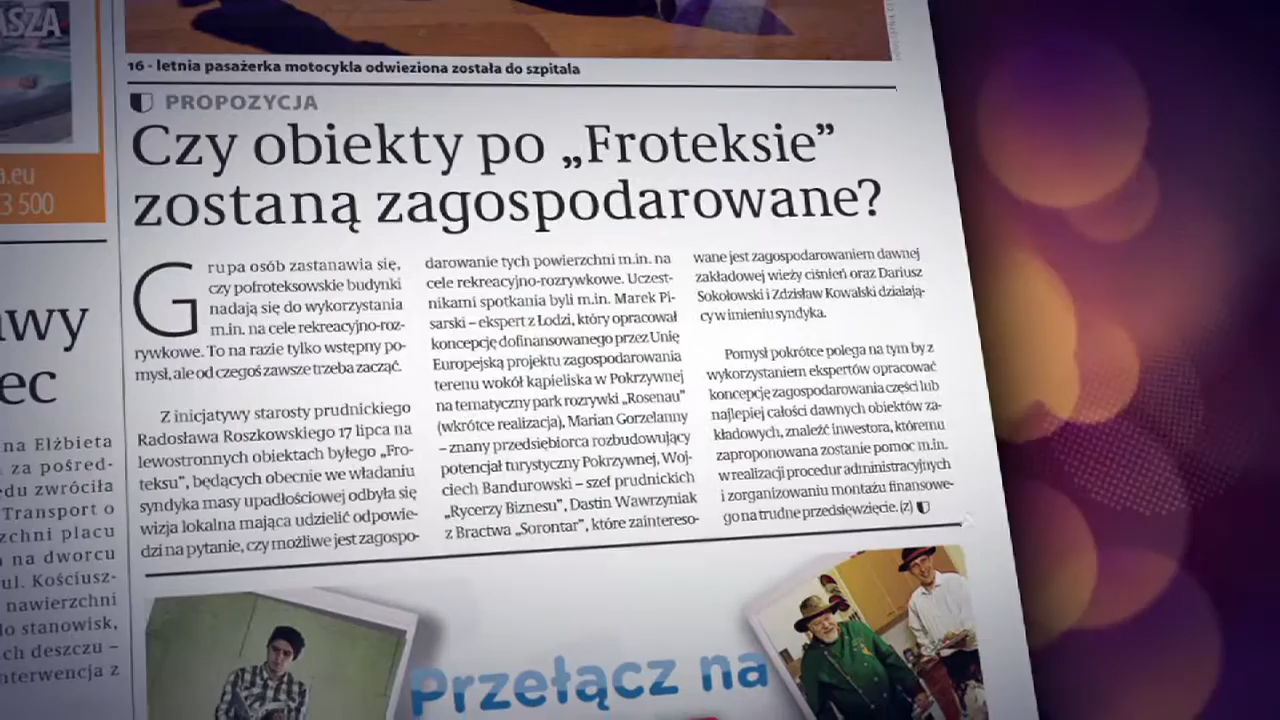 ASZA
a.eu
3 500
wy
ec
na Elżbieta
za pośred-
du zwróciła
Transport o
zchni placu
na dworcu
ul. Kościusz-
nawierzchni
do stanowisk,
ch deszczu –
nterwencja z
16 - letnia pasażerka motocykla odwieziona została do szpitala
PROPOZYCJA
Czy obiekty po „Froteksie”
zostaną zagospodarowane?
Grupa osób zastanawia się,
czy pofroteksowskie budynki
nadają się do wykorzystania
m.in. na cele rekreacyjno-roz-
rywkowe. To na razie tylko wstępny po-
mysł, ale od czegoś zawsze trzeba zacząć.
Z inicjatywy starosty prudnickiego
Radosława Roszkowskiego 17 lipca na
lewostronnych obiektach byłego „Fro-
teksu”, będących obecnie we władaniu
syndyka masy upadłościowej odbyła się
wizja lokalna mająca udzielić odpowie-
dzi na pytanie, czy możliwe jest zagospo-
darowanie tych powierzchni m.in. na
cele rekreacyjno-rozrywkowe. Uczest-
nikami spotkania byli m.in. Marek Pi-
sarski – ekspert z Łodzi, który opracował
koncepcję dofinansowanego przez Unię
Europejską projektu zagospodarowania
terenu wokół kąpieliska w Pokrzywnej
na tematyczny park rozrywki „Rosenau”
(wkrótce realizacja), Marian Gorzelanny
– znany przedsiębiorca rozbudowujący
potencjał turystyczny Pokrzywnej, Woj-
ciech Bandurowski – szef prudnickich
„Rycerzy Biznesu”, Dastin Wawrzyniak
z Bractwa „Sorontar”, które zaintereso-
wane jest zagospodarowaniem dawnej
zakładowej wieży ciśnień oraz Dariusz
Sokołowski i Zdzisław Kowalski działają-
cy w imieniu syndyka.
Pomysł pokrótce polega na tym by z
wykorzystaniem ekspertów opracować
koncepcję zagospodarowania części lub
najlepiej całości dawnych obiektów za-
kładowych, znaleźć inwestora, któremu
zaproponowana zostanie pomoc m.in.
w realizacji procedur administracyjnych
i zorganizowaniu montażu finansowe-
go na trudne przedsięwzięcie. (z)
Przełącz na